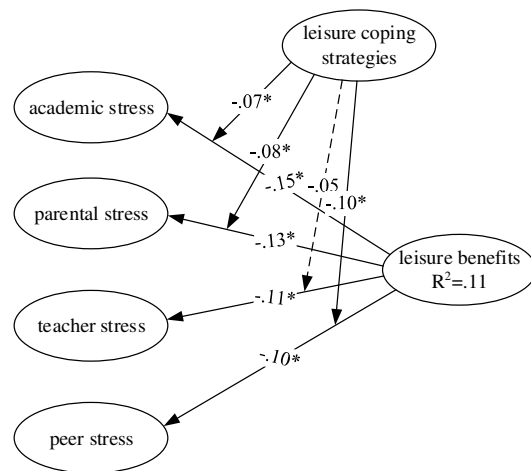 leisure coping
strategies
academic stress
-.07*
-.08*
-.15*
-.05
-.10*
parental stress
-.13*
leisure benefits
R²=.11
-.11*
teacher stress
-.10*
peer stress